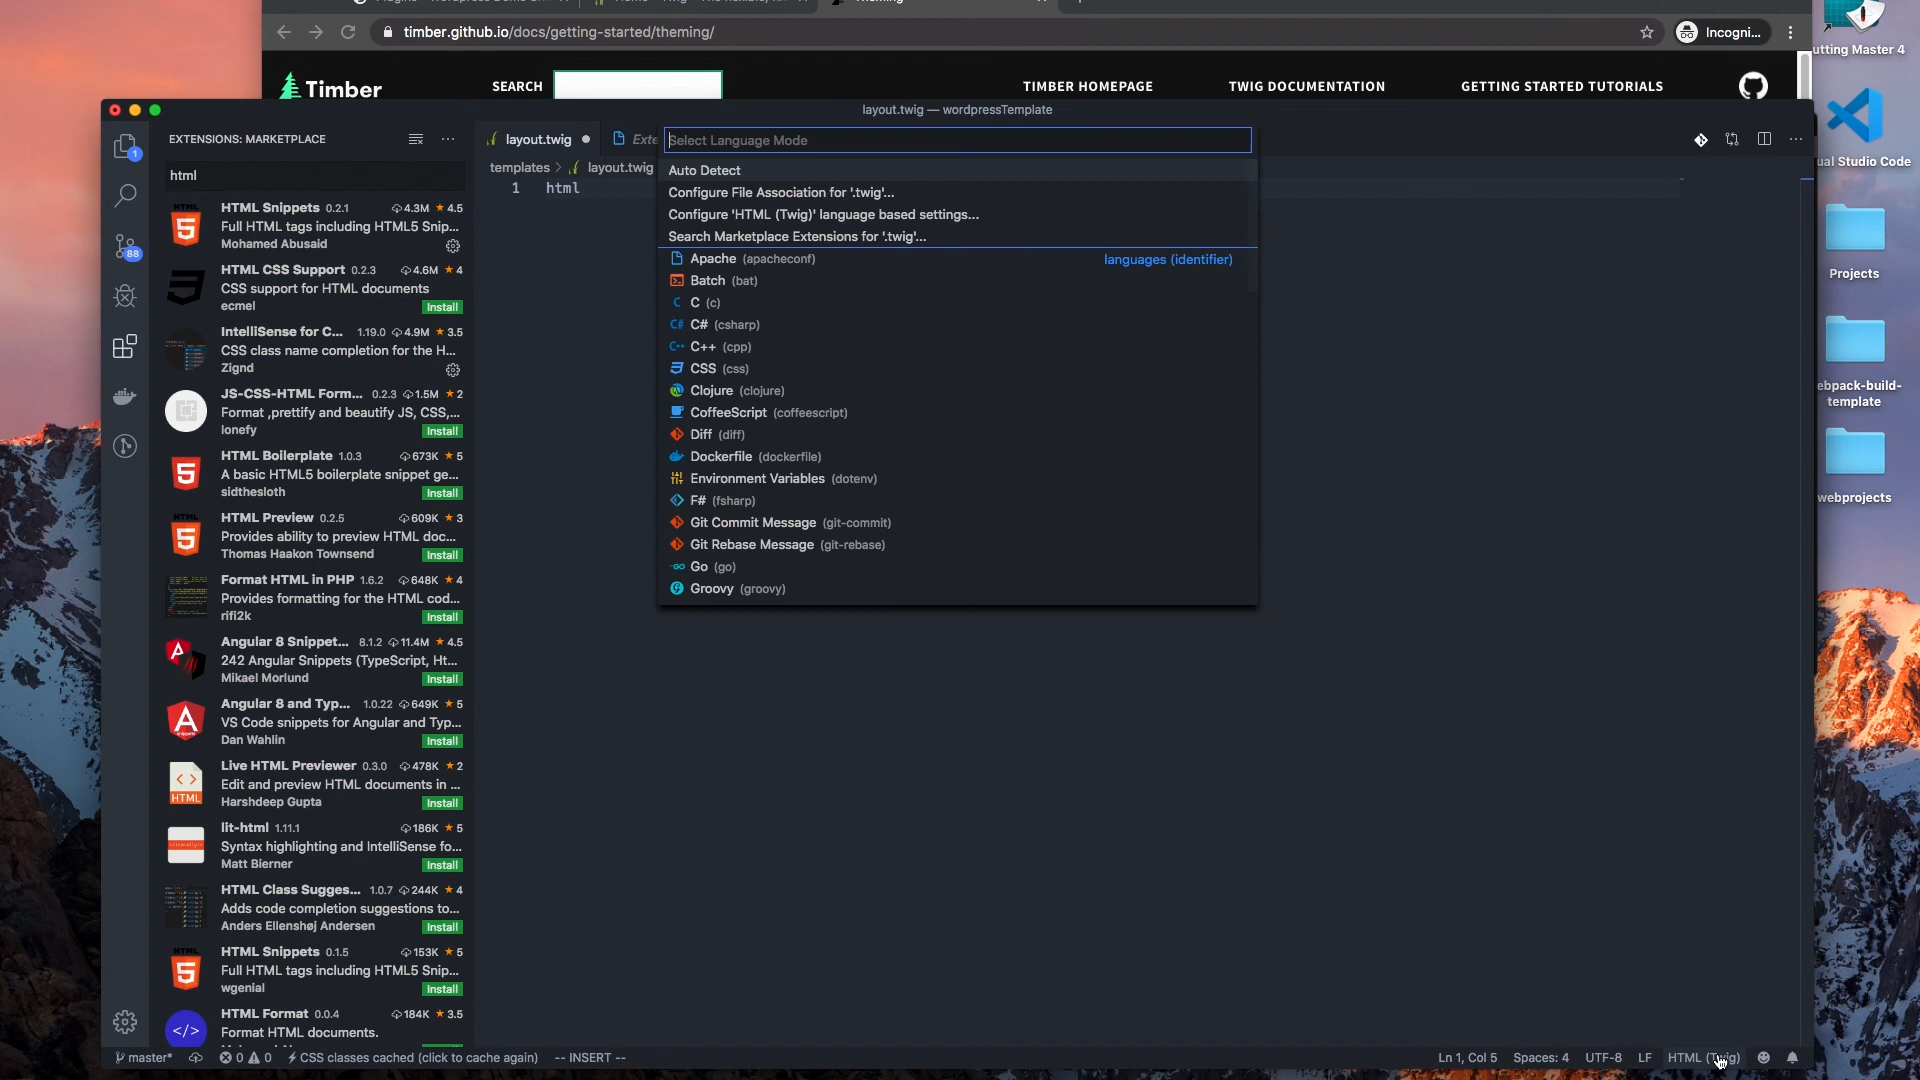 timber.github.io/docs/getting-started/theming/
Incogni...
utting Master 4
Timber
SEARCH
TIMBER HOMEPAGE
TWIG DOCUMENTATION
GETTING STARTED TUTORIALS
layout.twig — wordpressTemplate
EXTENSIONS: MARKETPLACE
layout.twig
Exte
Select Language Mode
ual Studio Code
html
templates > layout.twig
1 html
Auto Detect
Configure File Association for '.twig'...
Configure 'HTML (Twig)' language based settings...
Search Marketplace Extensions for '.twig'...
Apache (apacheconf) languages (identifier)
Batch (bat)
C (c)
C# (csharp)
C++ (cpp)
CSS (css)
Clojure (clojure)
CoffeeScript (coffeescript)
Diff (diff)
Dockerfile (dockerfile)
Environment Variables (dotenv)
F# (fsharp)
Git Commit Message (git-commit)
Git Rebase Message (git-rebase)
Go (go)
Groovy (groovy)
1
88
HTML Snippets 0.2.1 4.3M ★ 4.5
Full HTML tags including HTML5 Snip...
Mohamed Abusaid
HTML CSS Support 0.2.3 4.6M ★ 4
CSS support for HTML documents
ecmel Install
IntelliSense for C... 1.19.0 4.9M ★ 3.5
CSS class name completion for the H...
Zignd
JS-CSS-HTML Form... 0.2.3 1.5M ★ 2
Format ,prettify and beautify JS, CSS,...
lonefy Install
HTML Boilerplate 1.0.3 673K ★ 5
A basic HTML5 boilerplate snippet ge...
sidthesloth Install
HTML Preview 0.2.5 609K ★ 3
Provides ability to preview HTML doc...
Thomas Haakon Townsend Install
Format HTML in PHP 1.6.2 648K ★ 4
Provides formatting for the HTML cod...
rifi2k Install
Angular 8 Snippet... 8.1.2 11.4M ★ 4.5
242 Angular Snippets (TypeScript, Ht...
Mikael Morlund Install
Angular 8 and Typ... 1.0.22 649K ★ 5
VS Code snippets for Angular and Typ...
Dan Wahlin Install
Live HTML Previewer 0.3.0 478K ★ 2
Edit and preview HTML documents in ...
Harshdeep Gupta Install
lit-html 1.11.1 186K ★ 5
Syntax highlighting and IntelliSense fo...
Matt Bierner Install
HTML Class Sugges... 1.0.7 244K ★ 4
Adds code completion suggestions to...
Anders Ellenshøj Andersen Install
HTML Snippets 0.1.5 153K ★ 5
Full HTML tags including HTML5 Snip...
wgenial Install
HTML Format 0.0.4 184K ★ 3.5
Format HTML documents.
Projects
ebpack-build-
template
webprojects
master* 0 0 CSS classes cached (click to cache again) -- INSERT --
Ln 1, Col 5 Spaces: 4 UTF-8 LF HTML (Twig)